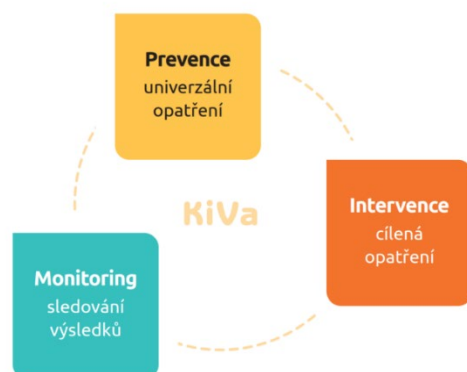 Prevence
univerzální
opatření
KiVa
Intervence
cílená
opatření
Monitoring
sledování
výsledků